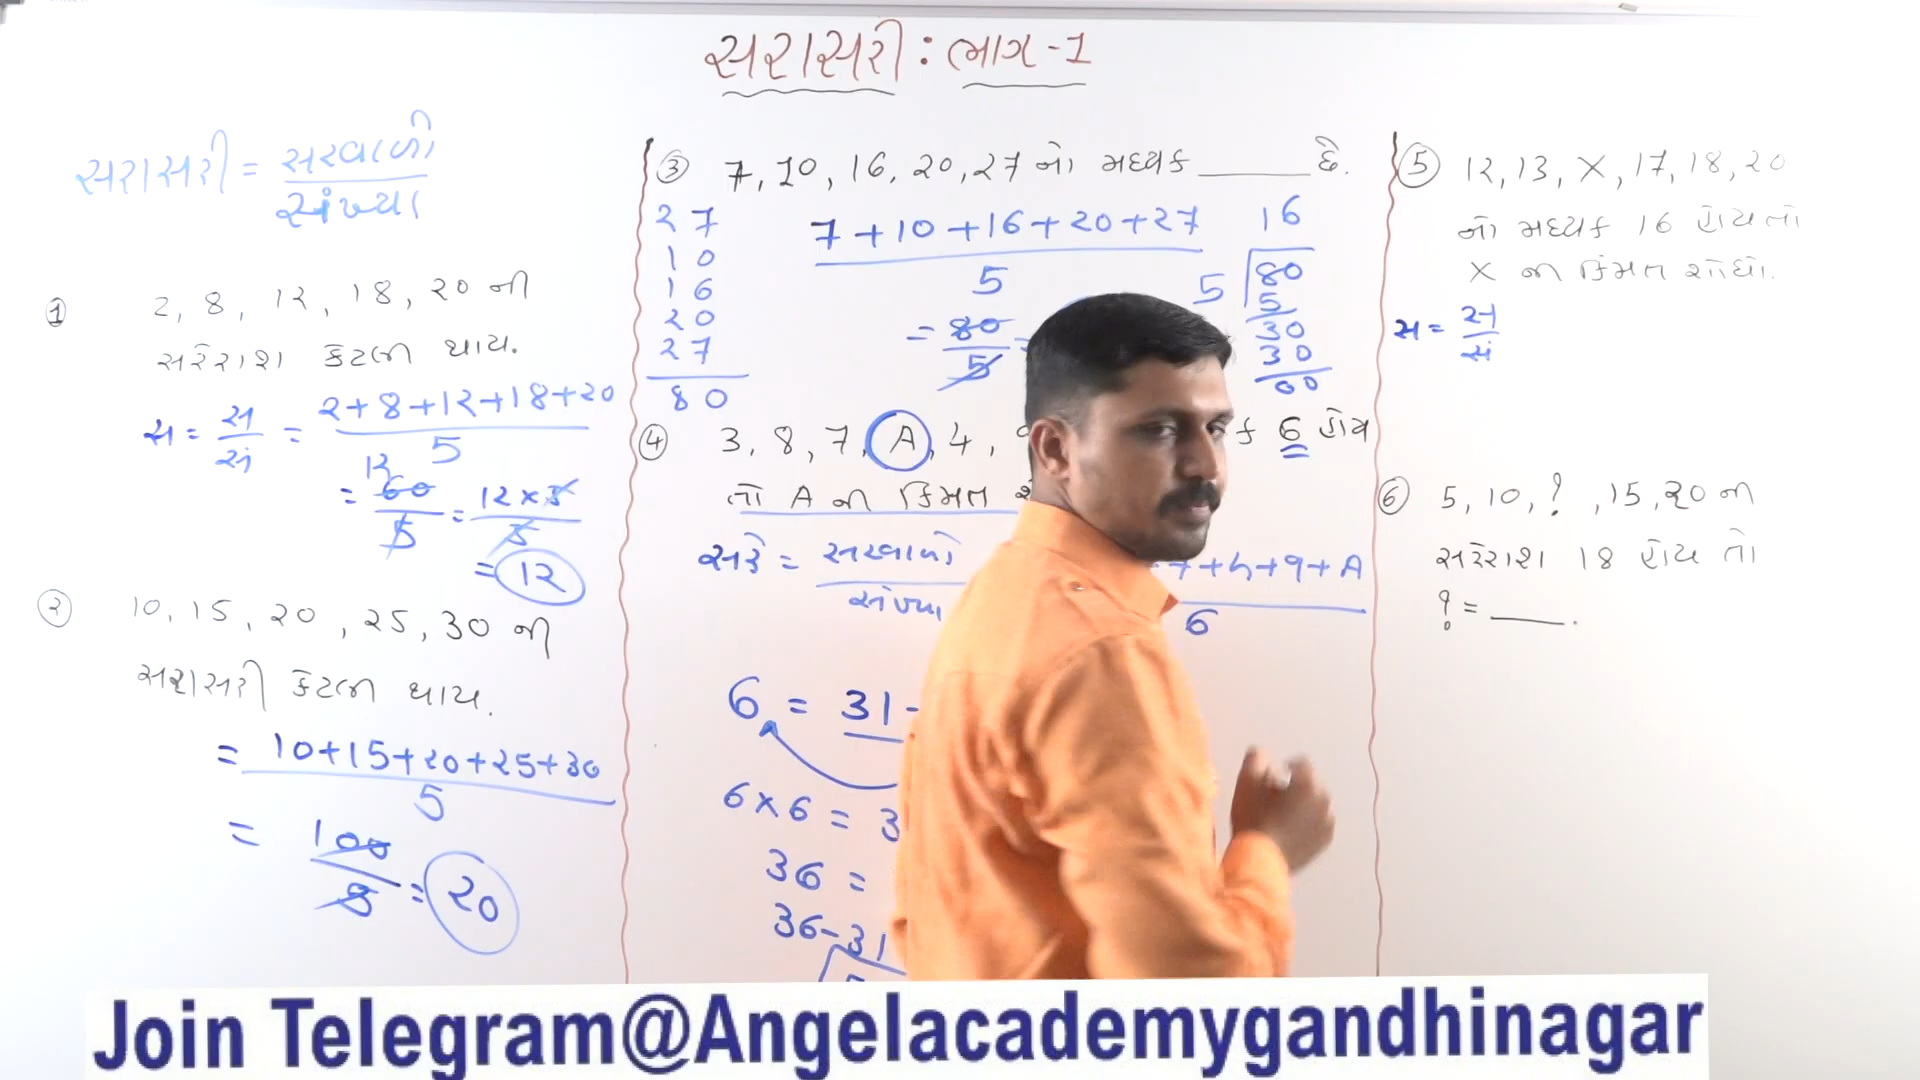 સરાસરી : ભાગ-1
સરાસરી = સરવાળો / સંખ્યા
① 2, 8, 12, 18, 20 ની
સરેરાશ કેટલી થાય.
સ = સ / સં = 2+8+12+18+20 / 5
= 12 60 / 5 = 12×5 / 5
= 12
② 10, 15, 20, 25, 30 ની
સરાસરી કેટલી થાય.
= 10+15+20+25+30 / 5
= 100 / 5 = 20
③ 7, 10, 16, 20, 27 નો મધ્યક ______ છે.
27
10
16
20
27
80
7+10+16+20+27 / 5
= 80 / 5 =
16
5 80
5
30
30
00
④ 3, 8, 7, A, 4, 6 હોય
તો A ની કિંમત
સરે = સરવાળો / સંખ્યા
7+4+9+A
6
6 = 31
6×6 = 3
36 =
36-31
⑤ 12, 13, X, 17, 18, 20
નો મધ્યક 16 હોય તો
X ની કિંમત શોધો.
સ = સ / સં
⑥ 5, 10, ?, 15, 20 ની
સરેરાશ 18 હોય તો
? = ____.
Join Telegram@Angelacademygandhinagar